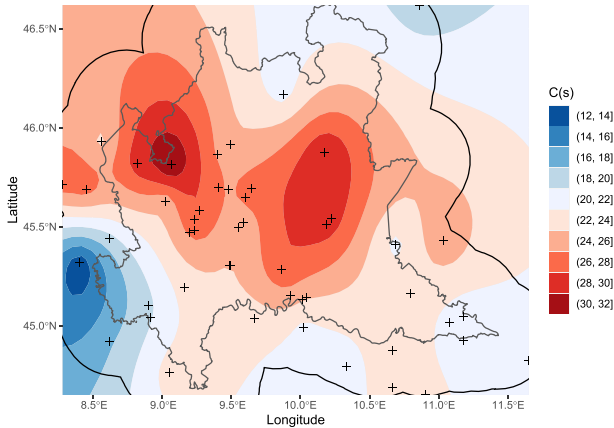 46.5°N
46.0°N
45.5°N
45.0°N
Latitude
8.5°E 9.0°E 9.5°E 10.0°E 10.5°E 11.0°E 11.5°E
Longitude
C(s)
(12, 14]
(14, 16]
(16, 18]
(18, 20]
(20, 22]
(22, 24]
(24, 26]
(26, 28]
(28, 30]
(30, 32]